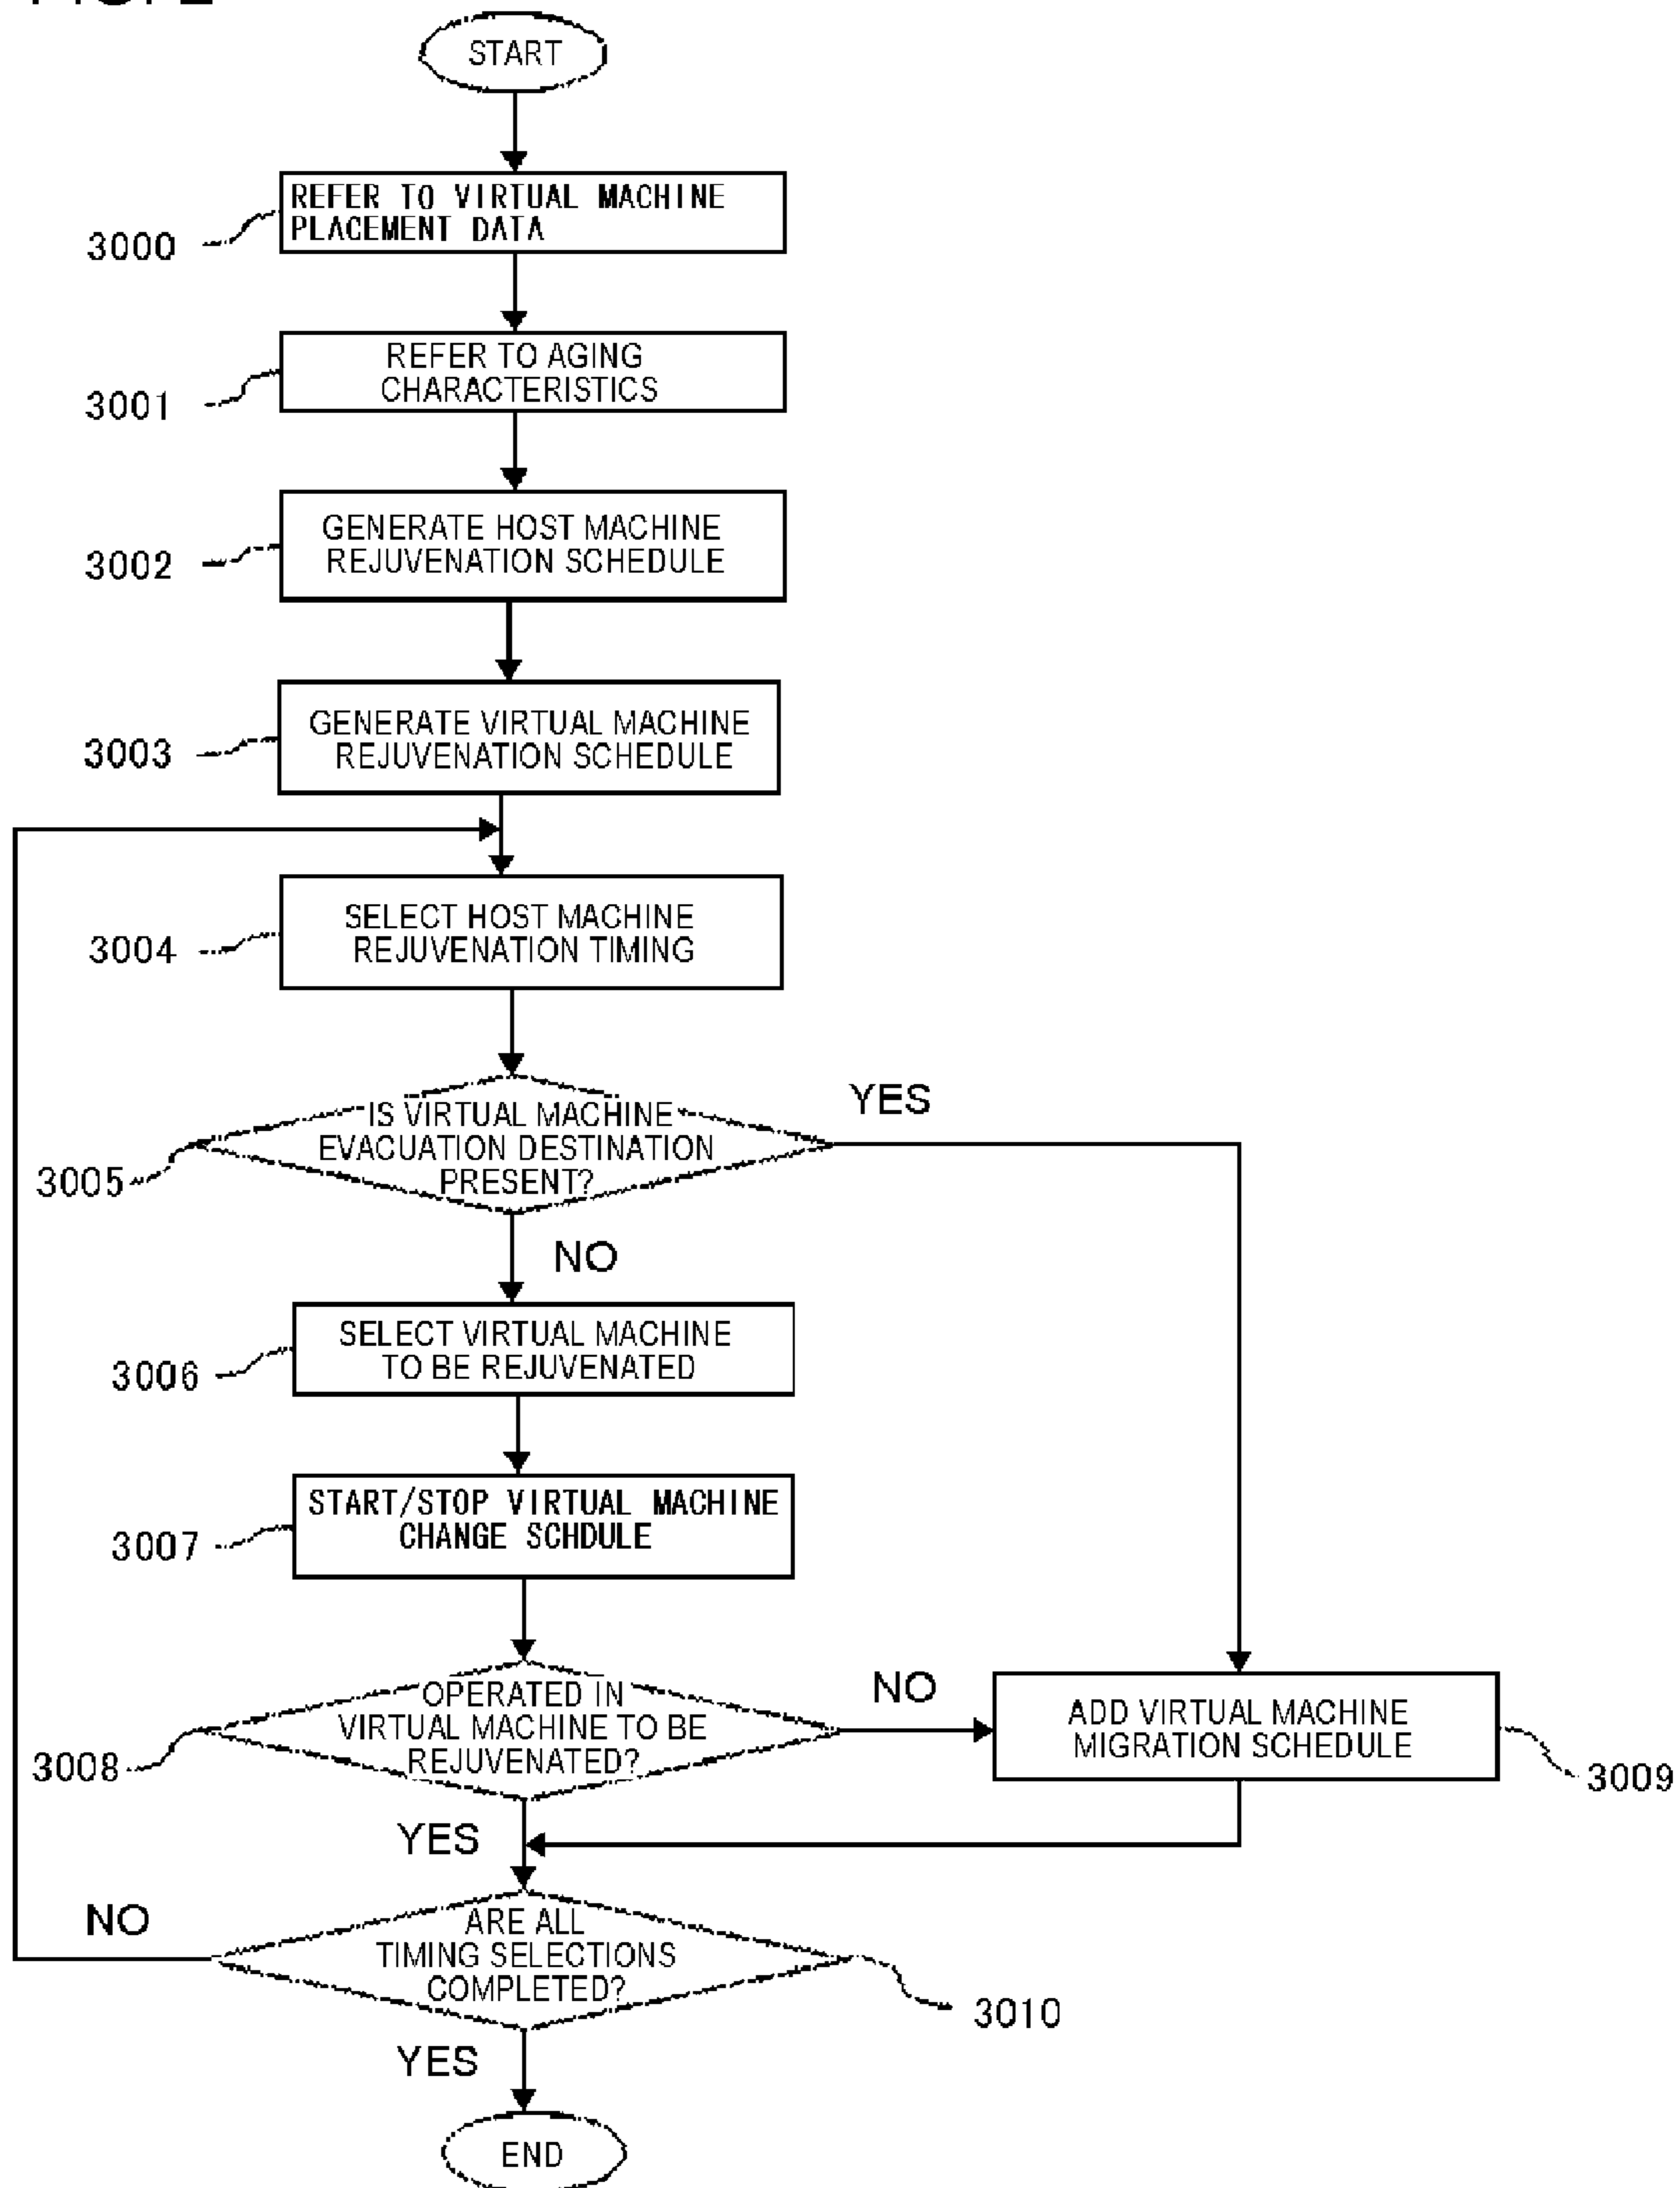 START
REFER TO VIRTUAL MACHINE
PLACEMENT DATA
3000
REFER TO AGING
CHARACTERISTICS
3001
GENERATE HOST MACHINE
REJUVENATION SCHEDULE
3002
GENERATE VIRTUAL MACHINE
REJUVENATION SCHEDULE
3003
SELECT HOST MACHINE
REJUVENATION TIMING
3004
IS VIRTUAL MACHINE
EVACUATION DESTINATION
PRESENT?
YES
3005
NO
SELECT VIRTUAL MACHINE
TO BE REJUVENATED
3006
START/STOP VIRTUAL MACHINE
CHANGE SCHDULE
3007
OPERATED IN
VIRTUAL MACHINE TO BE
REJUVENATED?
NO
3008
ADD VIRTUAL MACHINE
MIGRATION SCHEDULE
3009
YES
NO
ARE ALL
TIMING SELECTIONS
COMPLETED?
3010
YES
END